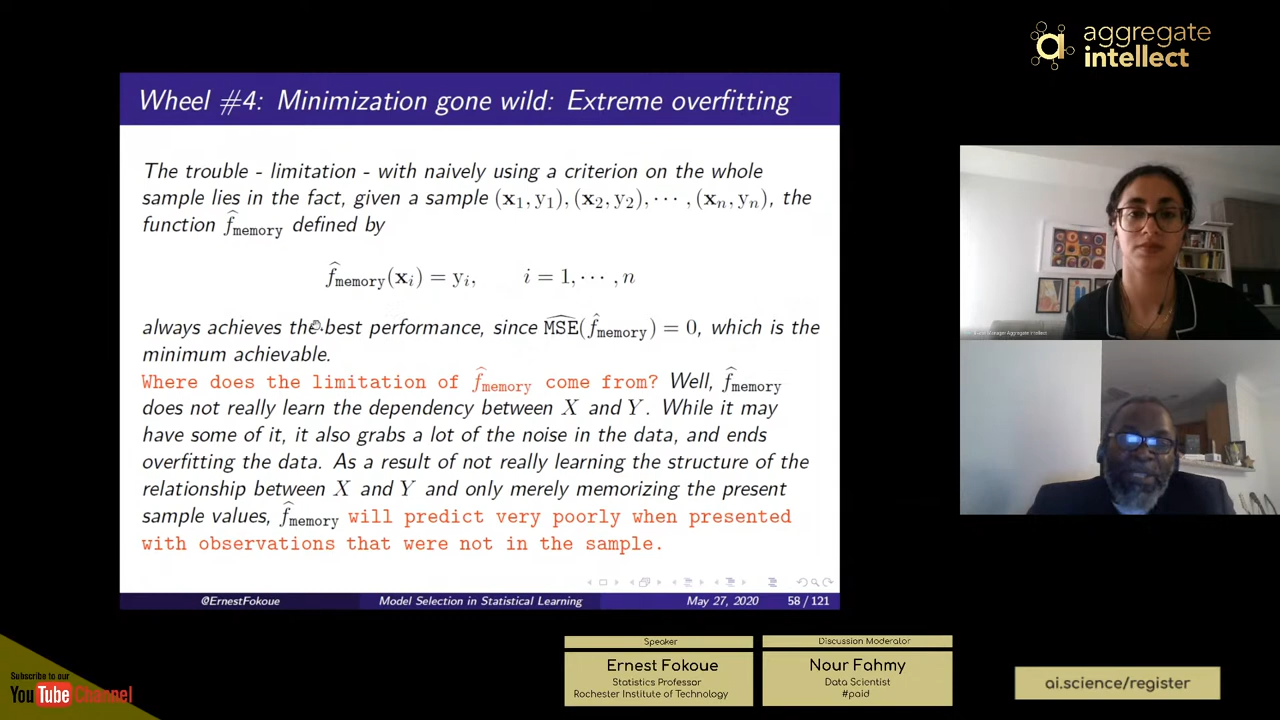 aggregate
intellect
Wheel #4: Minimization gone wild: Extreme overfitting
The trouble - limitation - with naively using a criterion on the whole
sample lies in the fact, given a sample (x₁, y₁), (x₂, y₂), ⋯ , (xₙ, yₙ), the
function f̂memory defined by
f̂memory(xᵢ) = yᵢ, i = 1, ⋯ , n
always achieves the best performance, since M̂SE(f̂memory) = 0, which is the
minimum achievable.
Where does the limitation of f̂memory come from? Well, f̂memory
does not really learn the dependency between X and Y. While it may
have some of it, it also grabs a lot of the noise in the data, and ends
overfitting the data. As a result of not really learning the structure of the
relationship between X and Y and only merely memorizing the present
sample values, f̂memory will predict very poorly when presented
with observations that were not in the sample.
@ErnestFokoue Model Selection in Statistical Learning May 27, 2020 58 / 121
Manager Aggregate Intellect
Speaker
Ernest Fokoue
Statistics Professor
Rochester Institute of Technology
Discussion Moderator
Nour Fahmy
Data Scientist
#paid
ai.science/register
Subscribe to our
YouTube Channel